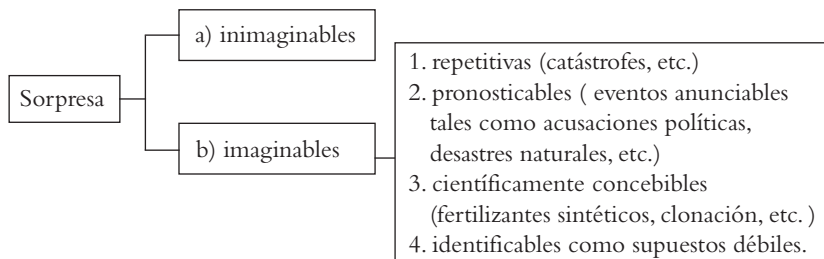 Sorpresa
a) inimaginables
b) imaginables
1. repetitivas (catástrofes, etc.)
2. pronosticables ( eventos anunciables
tales como acusaciones políticas,
desastres naturales, etc.)
3. científicamente concebibles
(fertilizantes sintéticos, clonación, etc. )
4. identificables como supuestos débiles.